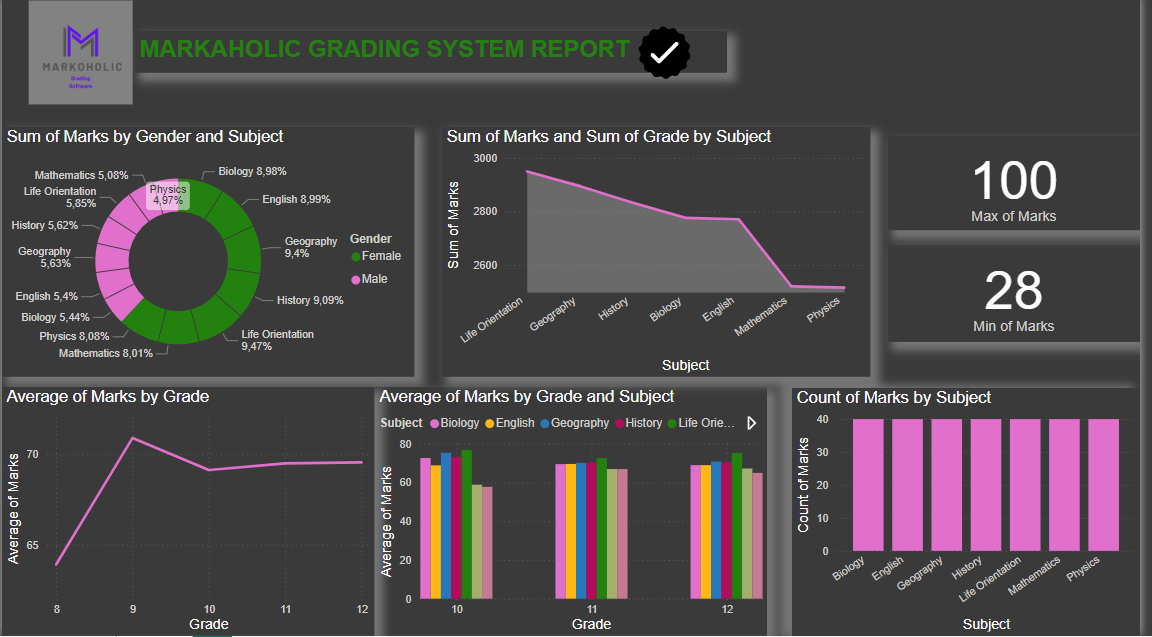 MARKOHOLIC
Grading
Software
MARKAHOLIC GRADING SYSTEM REPORT
Sum of Marks by Gender and Subject
Mathematics 5,08%
Life Orientation
5,85%
History 5,62%
Geography
5,63%
English 5,4%
Biology 5,44%
Physics 8,08%
Mathematics 8,01%
Physics
4,97%
Biology 8,98%
English 8,99%
Geography
9,4%
History 9,09%
Life Orientation
9,47%
Gender
Female
Male
Sum of Marks and Sum of Grade by Subject
Sum of Marks
3000
2800
2600
Life Orientation
Geography
History
Biology
English
Mathematics
Physics
Subject
100
Max of Marks
28
Min of Marks
Average of Marks by Grade
Average of Marks
70
65
8 9 10 11 12
Grade
Average of Marks by Grade and Subject
Subject Biology English Geography History Life Orie...
Average of Marks
80
60
40
20
0
10 11 12
Grade
Count of Marks by Subject
Count of Marks
40
30
20
10
0
Biology
English
Geography
History
Life Orientation
Mathematics
Physics
Subject